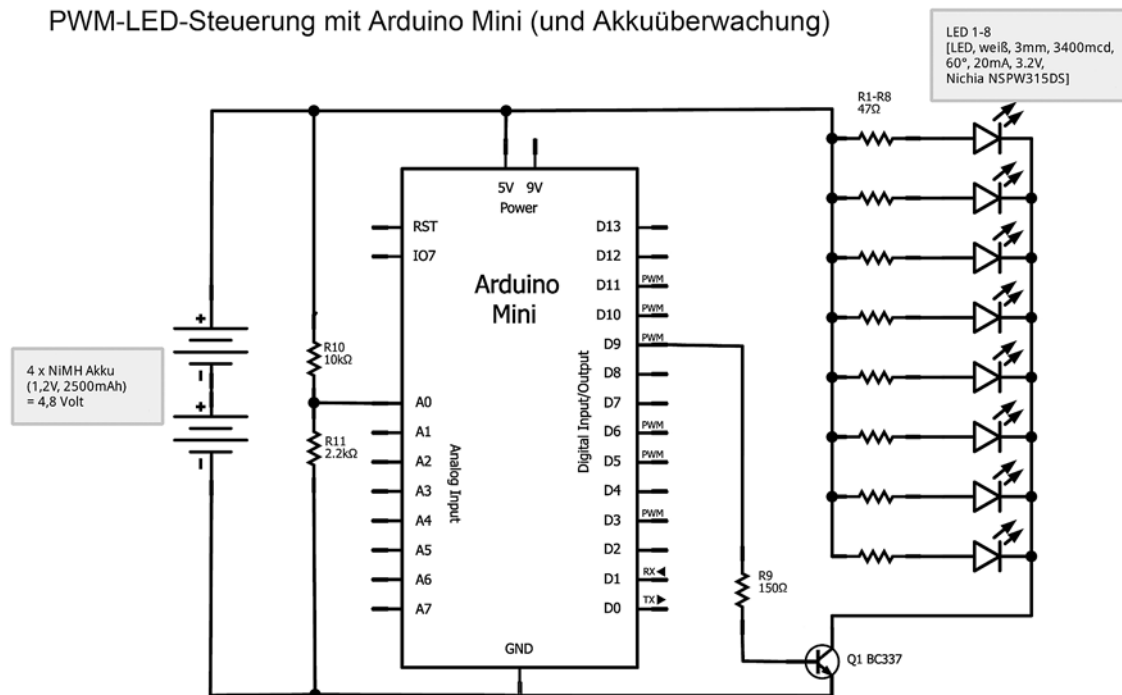 PWM-LED-Steuerung mit Arduino Mini (und Akkuüberwachung)
LED 1-8
[LED, weiß, 3mm, 3400mcd,
60°, 20mA, 3.2V,
Nichia NSPW315DS]
R1-R8
47Ω
5V 9V
Power
RST
IO7
Arduino
Mini
D13
D12
D11 PWM
D10 PWM
D9 PWM
D8
D7
D6 PWM
D5 PWM
D4
D3 PWM
D2
D1 RX
D0 TX
Digital Input/Output
+
-
+
-
4 x NiMH Akku
(1,2V, 2500mAh)
= 4,8 Volt
R10
10kΩ
R11
2.2kΩ
A0
A1
A2
A3
A4
A5
A6
A7
Analog Input
GND
R9
150Ω
Q1 BC337